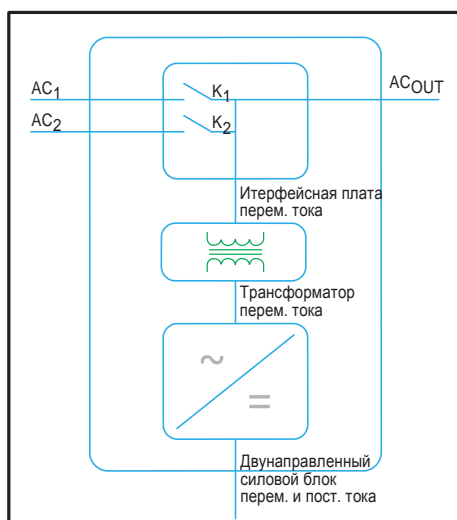 AC1
K1
ACOUT
AC2
K2
Итерфейсная плата
перем. тока
Трансформатор
перем. тока
~
=
Двунаправленный
силовой блок
перем. и пост. тока